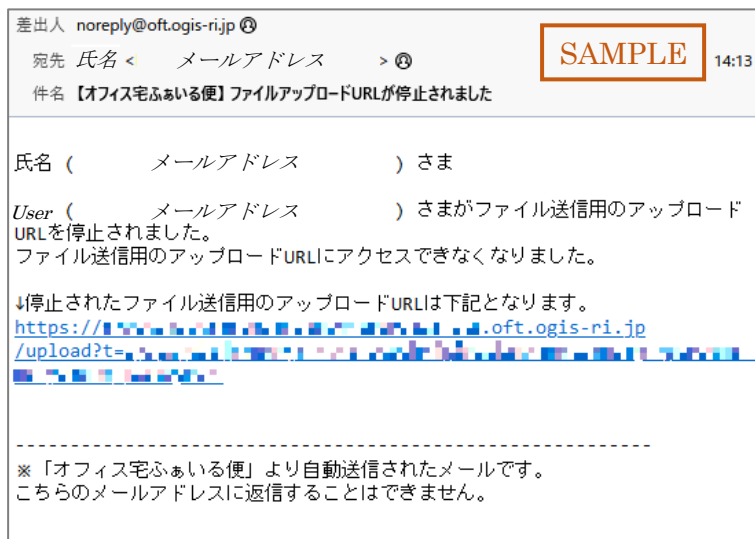 差出人 noreply@oft.ogis-ri.jp
宛先 氏名 < メールアドレス >
SAMPLE
14:13
件名 【オフィス宅ふぁいる便】ファイルアップロードURLが停止されました
氏名 ( メールアドレス ) さま
User ( メールアドレス ) さまがファイル送信用のアップロード
URLを停止されました。
ファイル送信用のアップロードURLにアクセスできなくなりました。
↓停止されたファイル送信用のアップロードURLは下記となります。
https:// .oft.ogis-ri.jp
/upload?t=
----------------------------------------------------------
※「オフィス宅ふぁいる便」より自動送信されたメールです。
こちらのメールアドレスに返信することはできません。